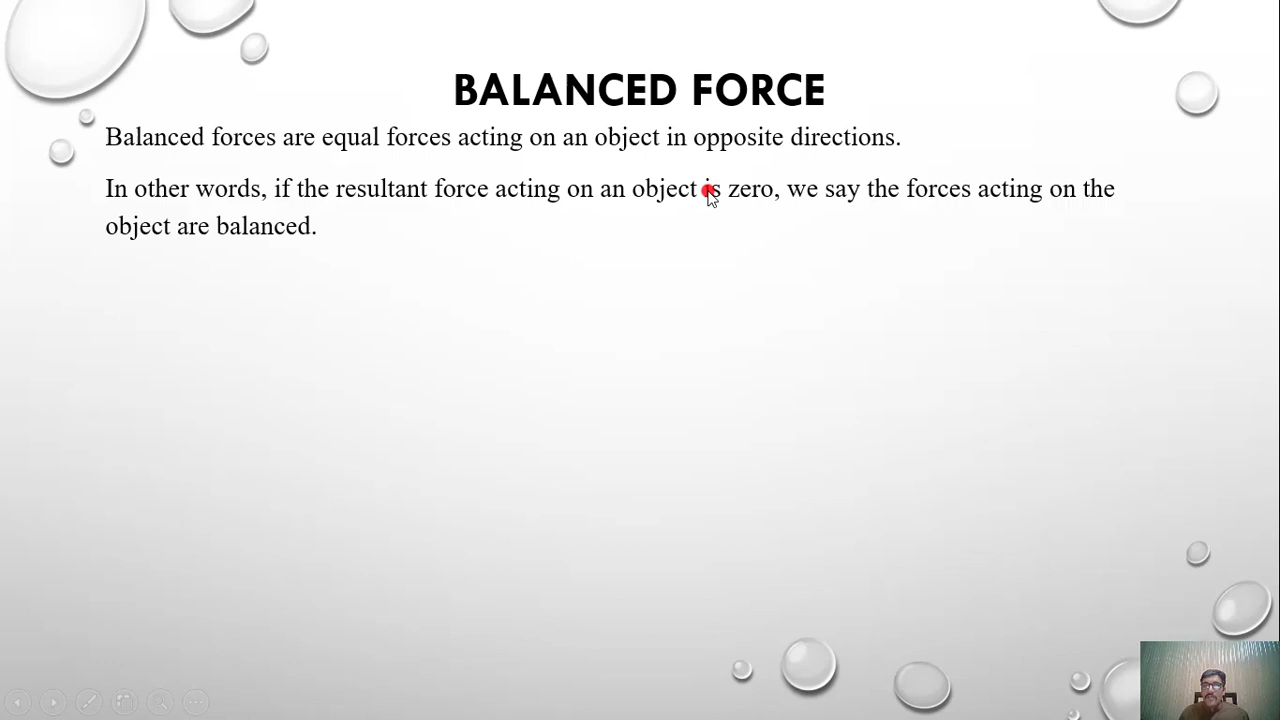 BALANCED FORCE
Balanced forces are equal forces acting on an object in opposite directions.
In other words, if the resultant force acting on an object is zero, we say the forces acting on the
object are balanced.